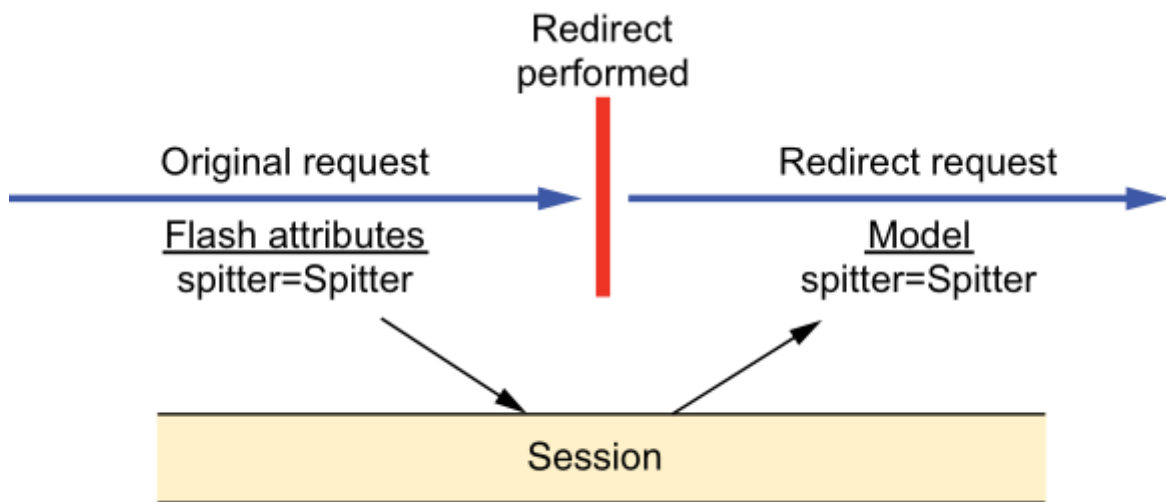 Redirect
performed
Original request
Redirect request
Flash attributes
spitter=Spitter
Model
spitter=Spitter
Session